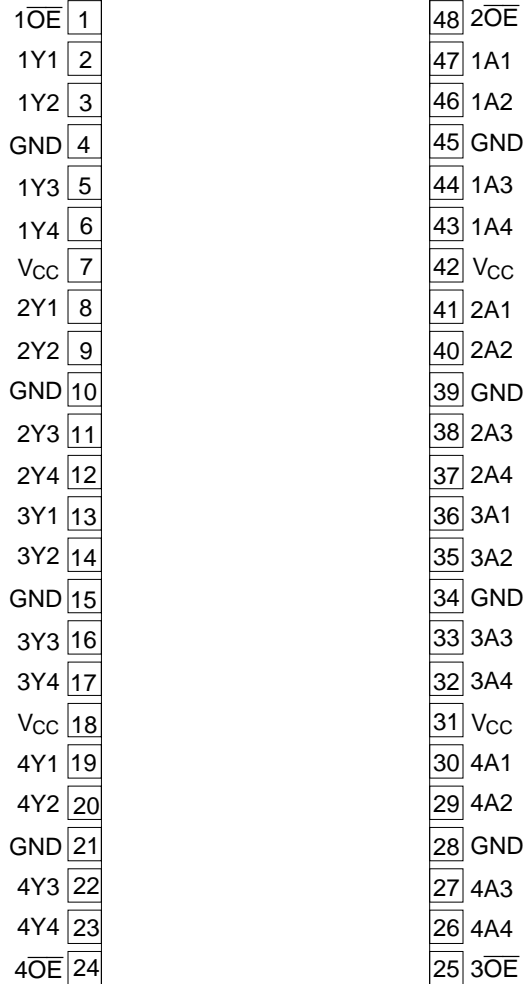 1O̅E̅ 1 48 2O̅E̅
1Y1 2 47 1A1
1Y2 3 46 1A2
GND 4 45 GND
1Y3 5 44 1A3
1Y4 6 43 1A4
VCC 7 42 VCC
2Y1 8 41 2A1
2Y2 9 40 2A2
GND 10 39 GND
2Y3 11 38 2A3
2Y4 12 37 2A4
3Y1 13 36 3A1
3Y2 14 35 3A2
GND 15 34 GND
3Y3 16 33 3A3
3Y4 17 32 3A4
VCC 18 31 VCC
4Y1 19 30 4A1
4Y2 20 29 4A2
GND 21 28 GND
4Y3 22 27 4A3
4Y4 23 26 4A4
4O̅E̅ 24 25 3O̅E̅